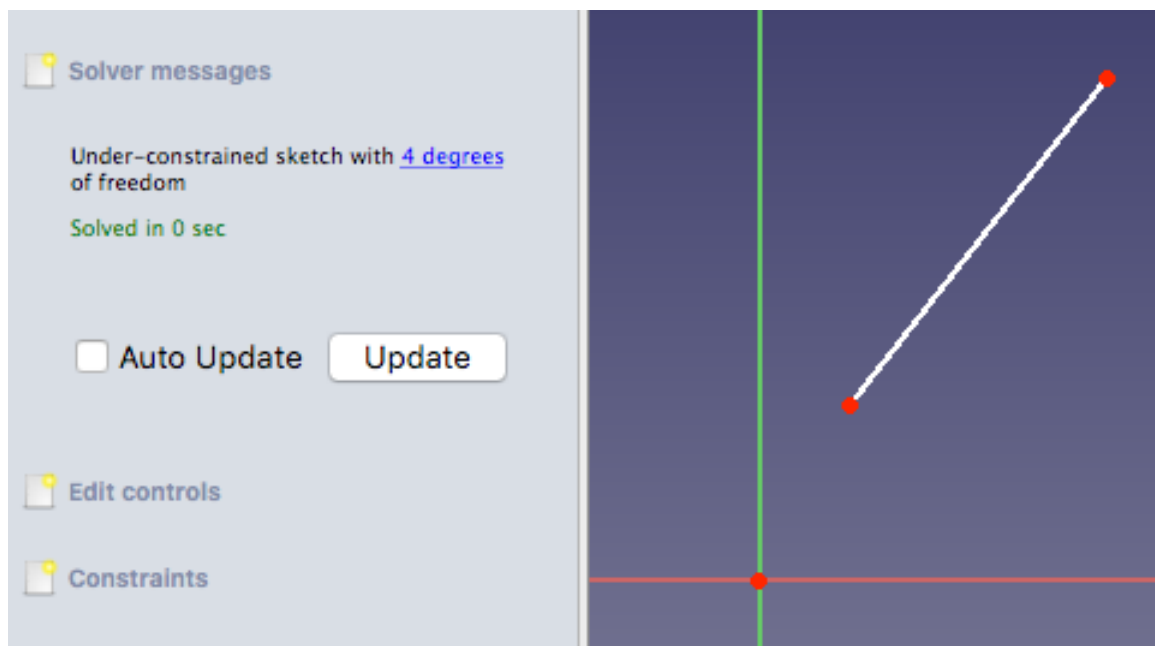 Solver messages
Under-constrained sketch with 4 degrees
of freedom
Solved in 0 sec
Auto Update
Update
Edit controls
Constraints